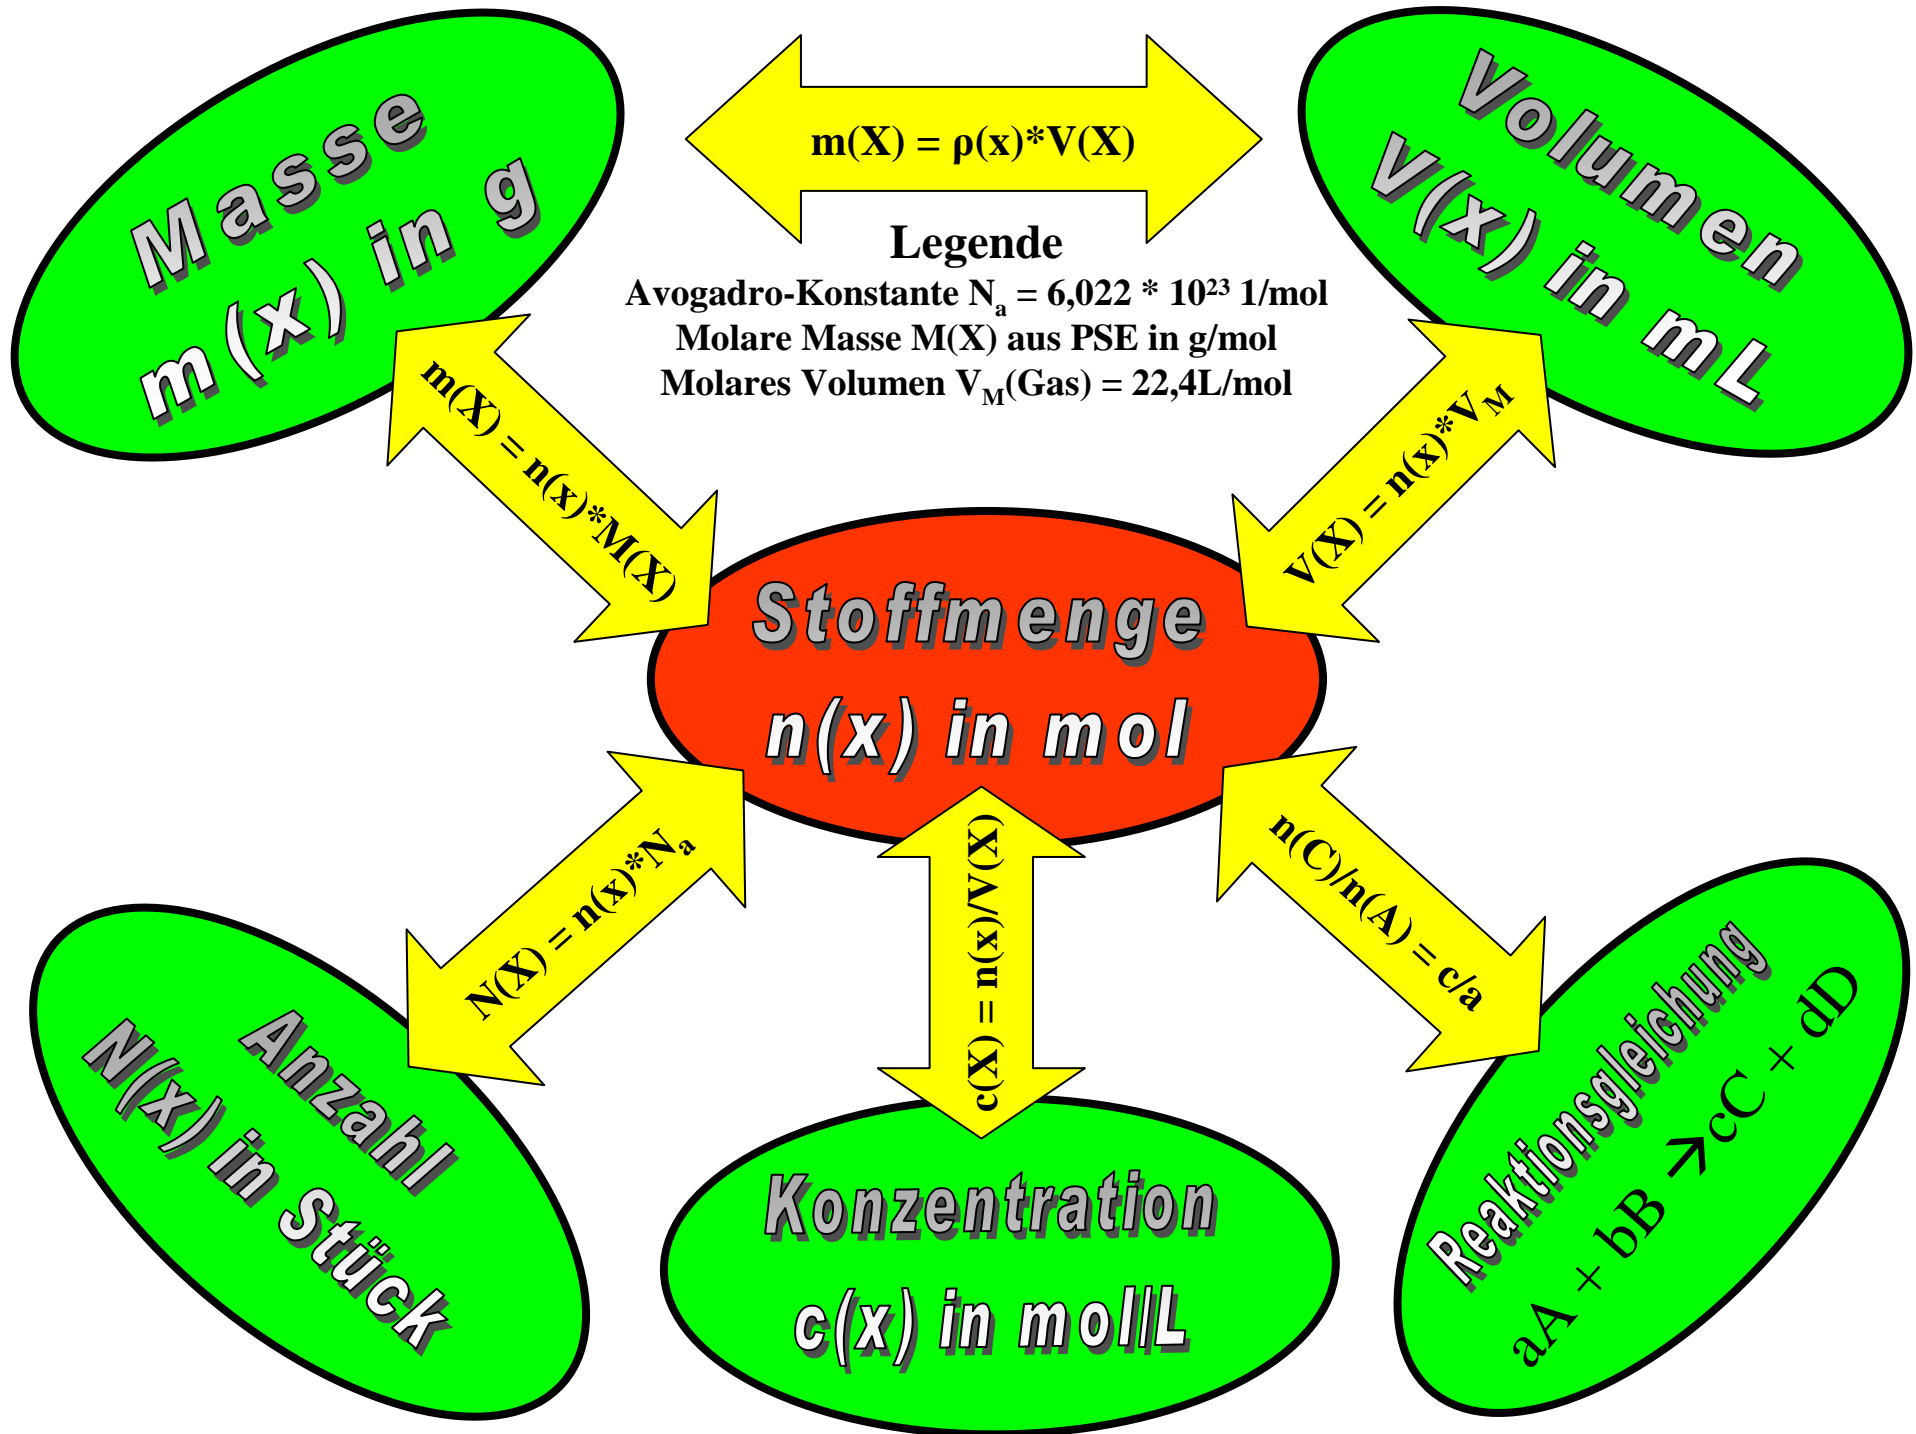 Masse
m(x) in g
m(X) = ρ(x)*V(X)
Volumen
V(x) in mL
Legende
Avogadro-Konstante Nₐ = 6,022 * 10²³ 1/mol
Molare Masse M(X) aus PSE in g/mol
Molares Volumen V_M(Gas) = 22,4L/mol
m(X) = n(x)*M(X)
V(X) = n(x)*V_M
Stoffmenge
n(x) in mol
N(X) = n(x)*Nₐ
c(X) = n(x)/V(X)
n(C)/n(A) = c/a
Anzahl
N(x) in Stück
Konzentration
c(x) in mol/L
Reaktionsgleichung
aA + bB → cC + dD